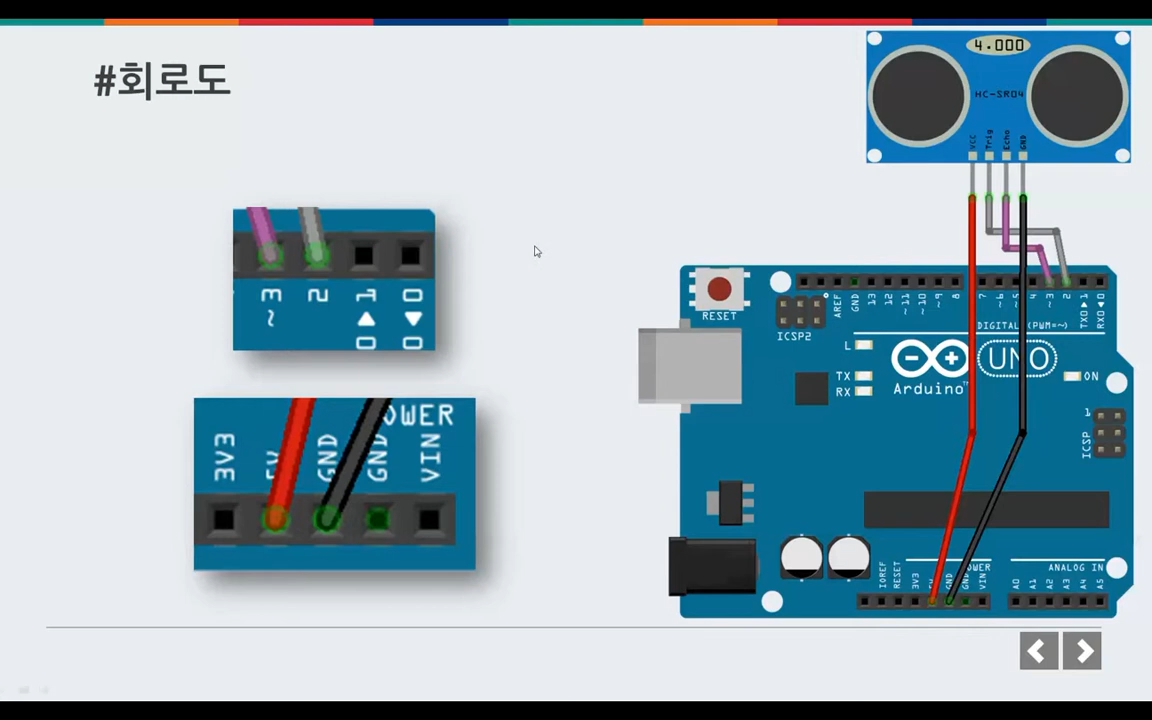 #회로도
4.000
HC-SR04
VCC
Trig
Echo
GND
~3
2
1
0
5V
3V3
GND
GND
VIN
POWER
RESET
ICSP2
AREF
GND
13
12
~11
~10
~9
8
7
~6
~5
4
~3
2
TX0▶1
RX0◀0
DIGITAL (PWM=~)
L
TX
RX
Arduino™
UNO
ON
1
ICSP
IOREF
RESET
3V3
5V
GND
GND
VIN
POWER
ANALOG IN
A0
A1
A2
A3
A4
A5